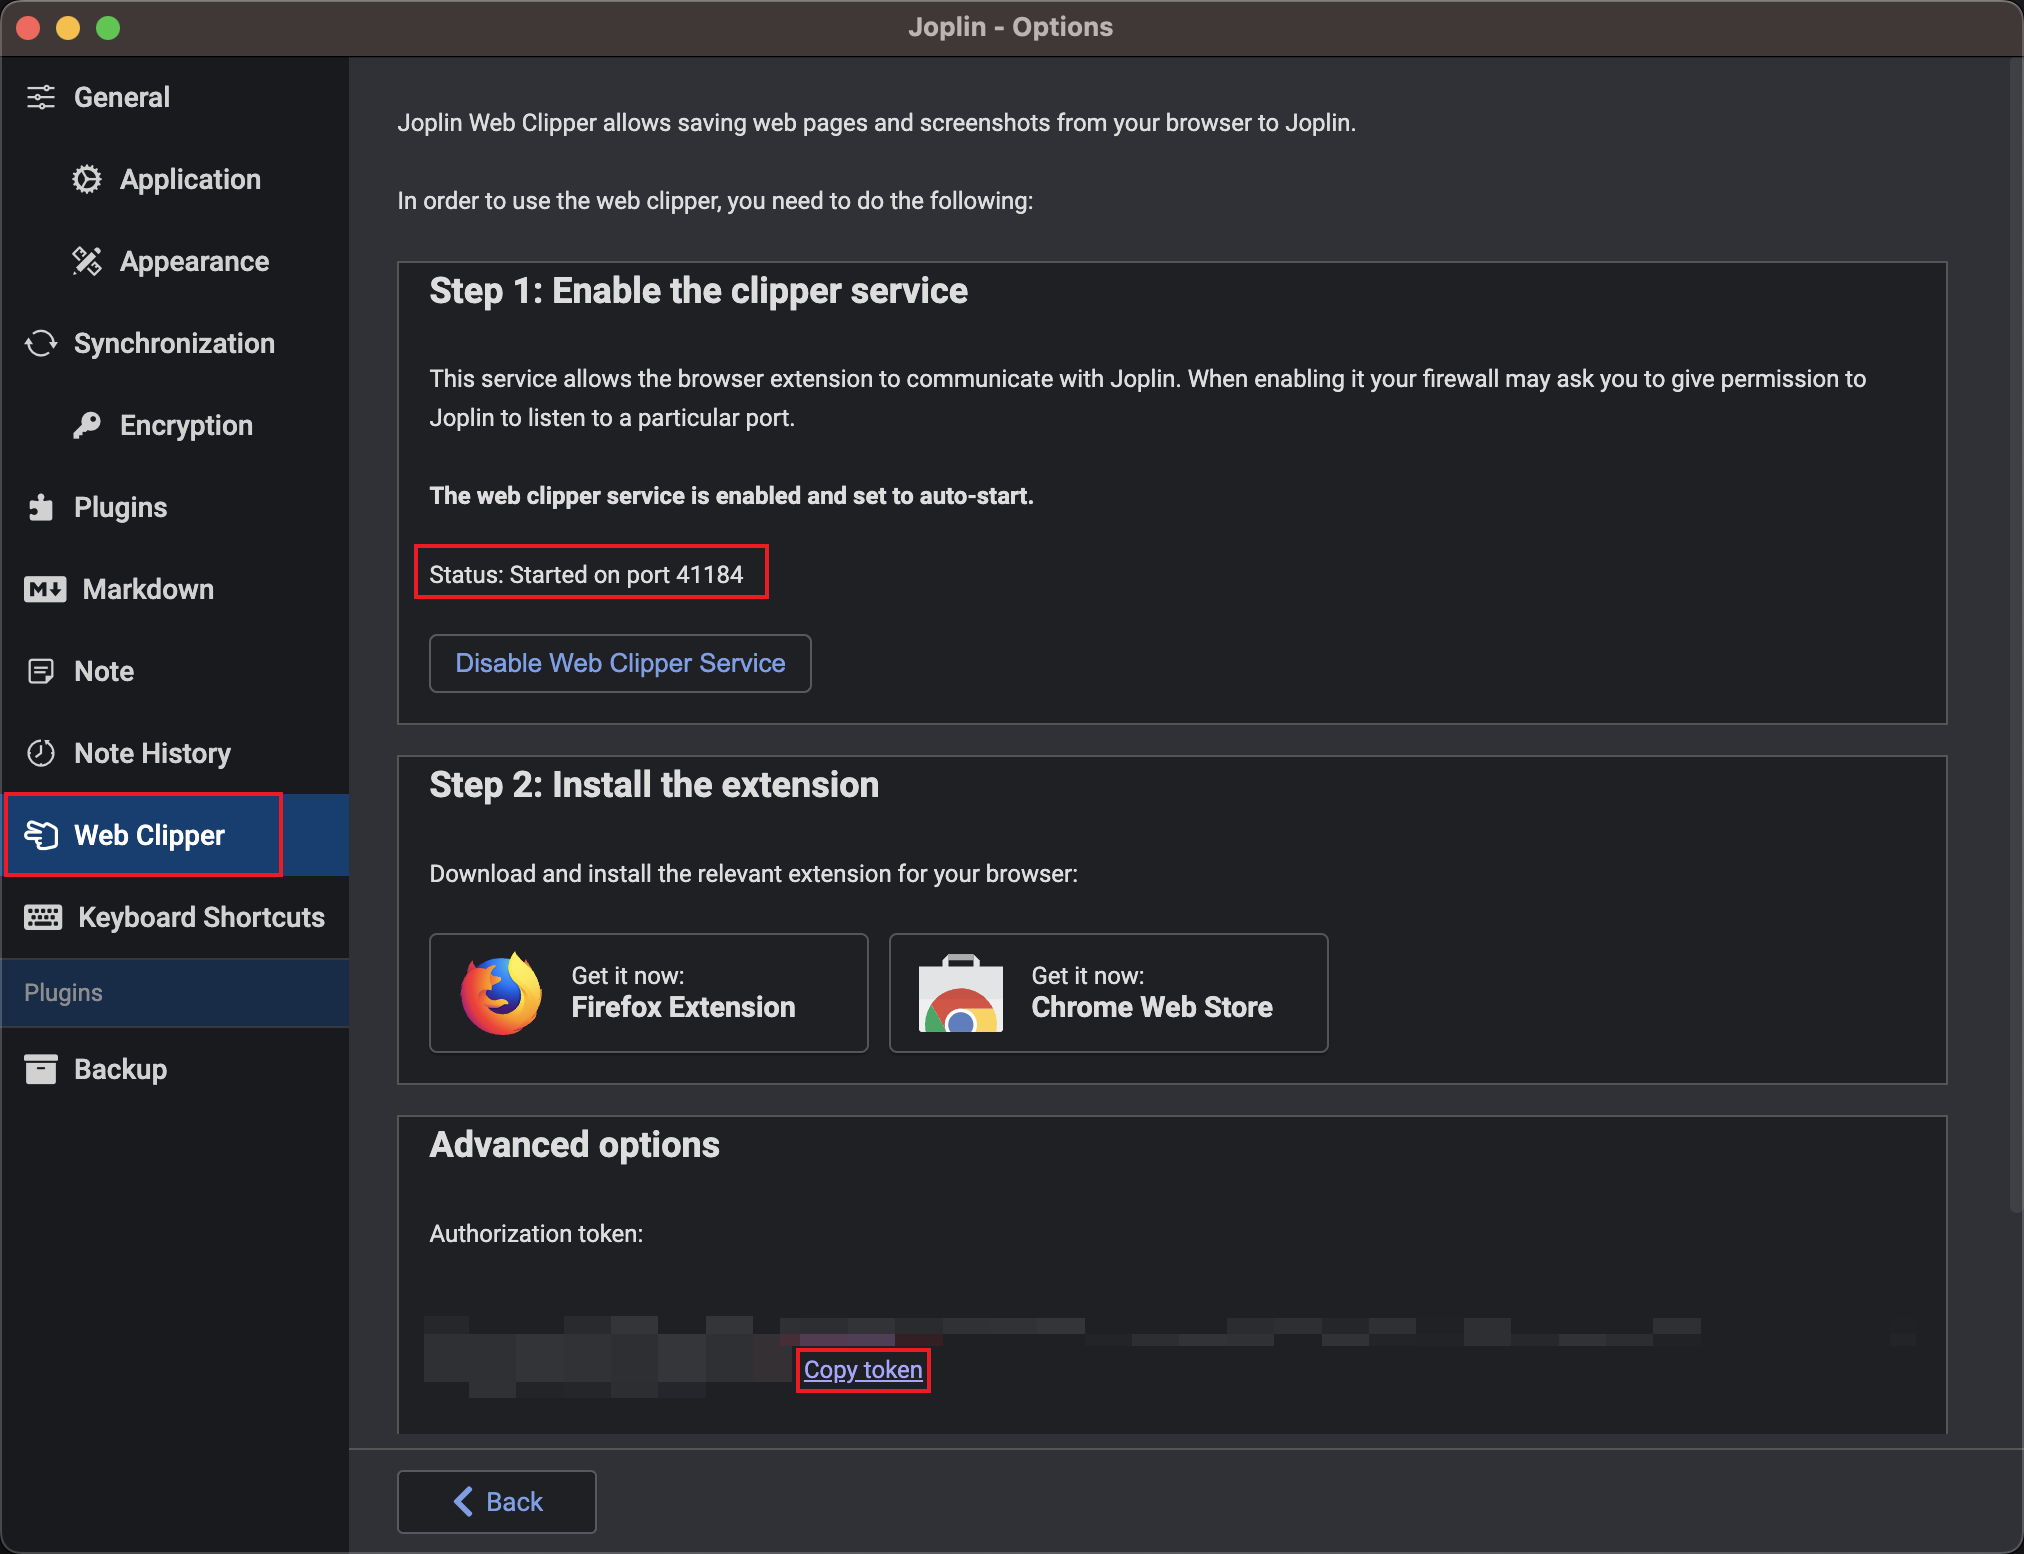 Joplin - Options
General
Application
Appearance
Synchronization
Encryption
Plugins
Markdown
Note
Note History
Web Clipper
Keyboard Shortcuts
Plugins
Backup
Joplin Web Clipper allows saving web pages and screenshots from your browser to Joplin.
In order to use the web clipper, you need to do the following:
Step 1: Enable the clipper service
This service allows the browser extension to communicate with Joplin. When enabling it your firewall may ask you to give permission to
Joplin to listen to a particular port.
The web clipper service is enabled and set to auto-start.
Status: Started on port 41184
Disable Web Clipper Service
Step 2: Install the extension
Download and install the relevant extension for your browser:
Get it now:
Firefox Extension
Get it now:
Chrome Web Store
Advanced options
Authorization token:
Copy token
Back